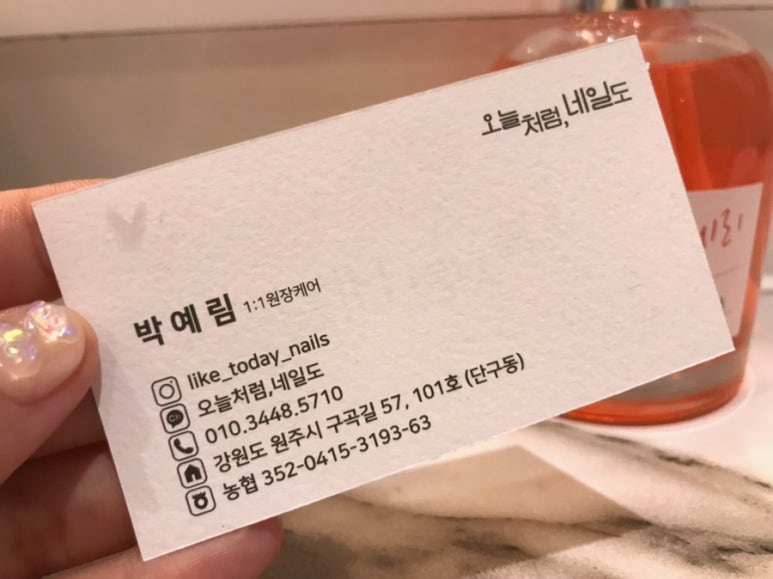 오늘처럼,네일도
박예림 1:1원장케어
like_today_nails
Ch 오늘처럼,네일도
010.3448.5710
강원도 원주시 구곡길 57, 101호 (단구동)
농협 352-0415-3193-63